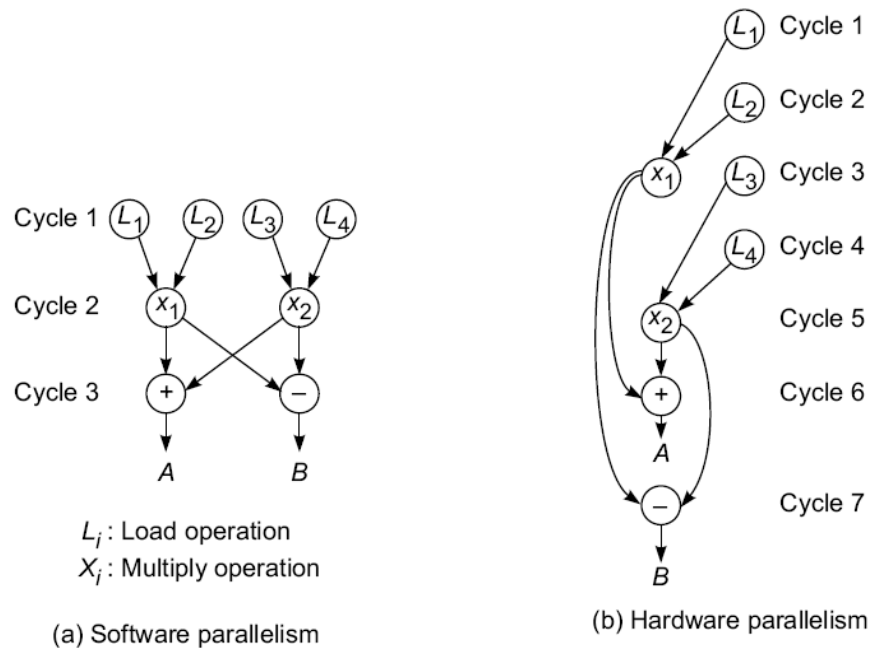 Cycle 1 L1 L2 L3 L4
Cycle 2 x1 x2
Cycle 3 + −
A B
Li : Load operation
Xi : Multiply operation
(a) Software parallelism
L1 Cycle 1
L2 Cycle 2
x1 L3 Cycle 3
L4 Cycle 4
x2 Cycle 5
+ Cycle 6
A
− Cycle 7
B
(b) Hardware parallelism